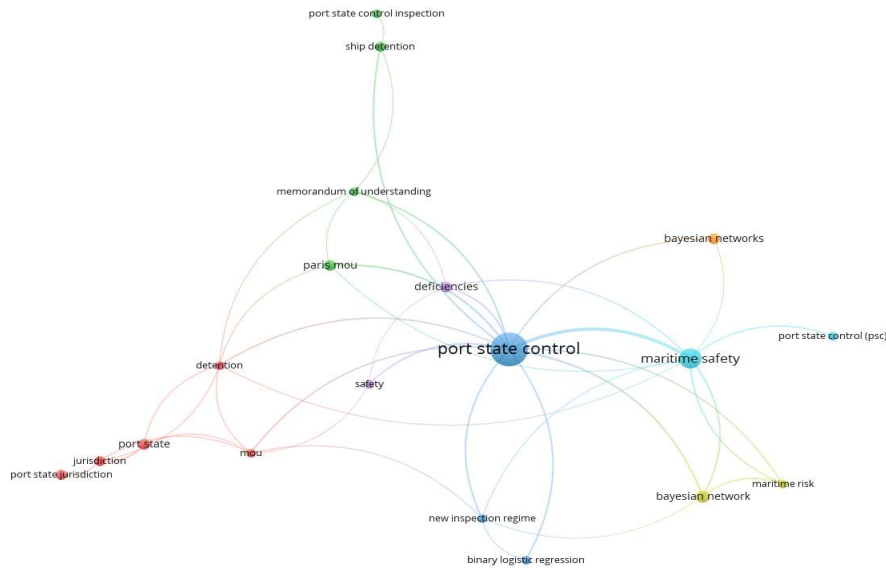 port state control inspection
ship detention
memorandum of understanding
bayesian networks
paris mou
deficiencies
port state control (psc)
port state control
maritime safety
detention
safety
port state
mou
jurisdiction
port state jurisdiction
maritime risk
bayesian network
new inspection regime
binary logistic regression